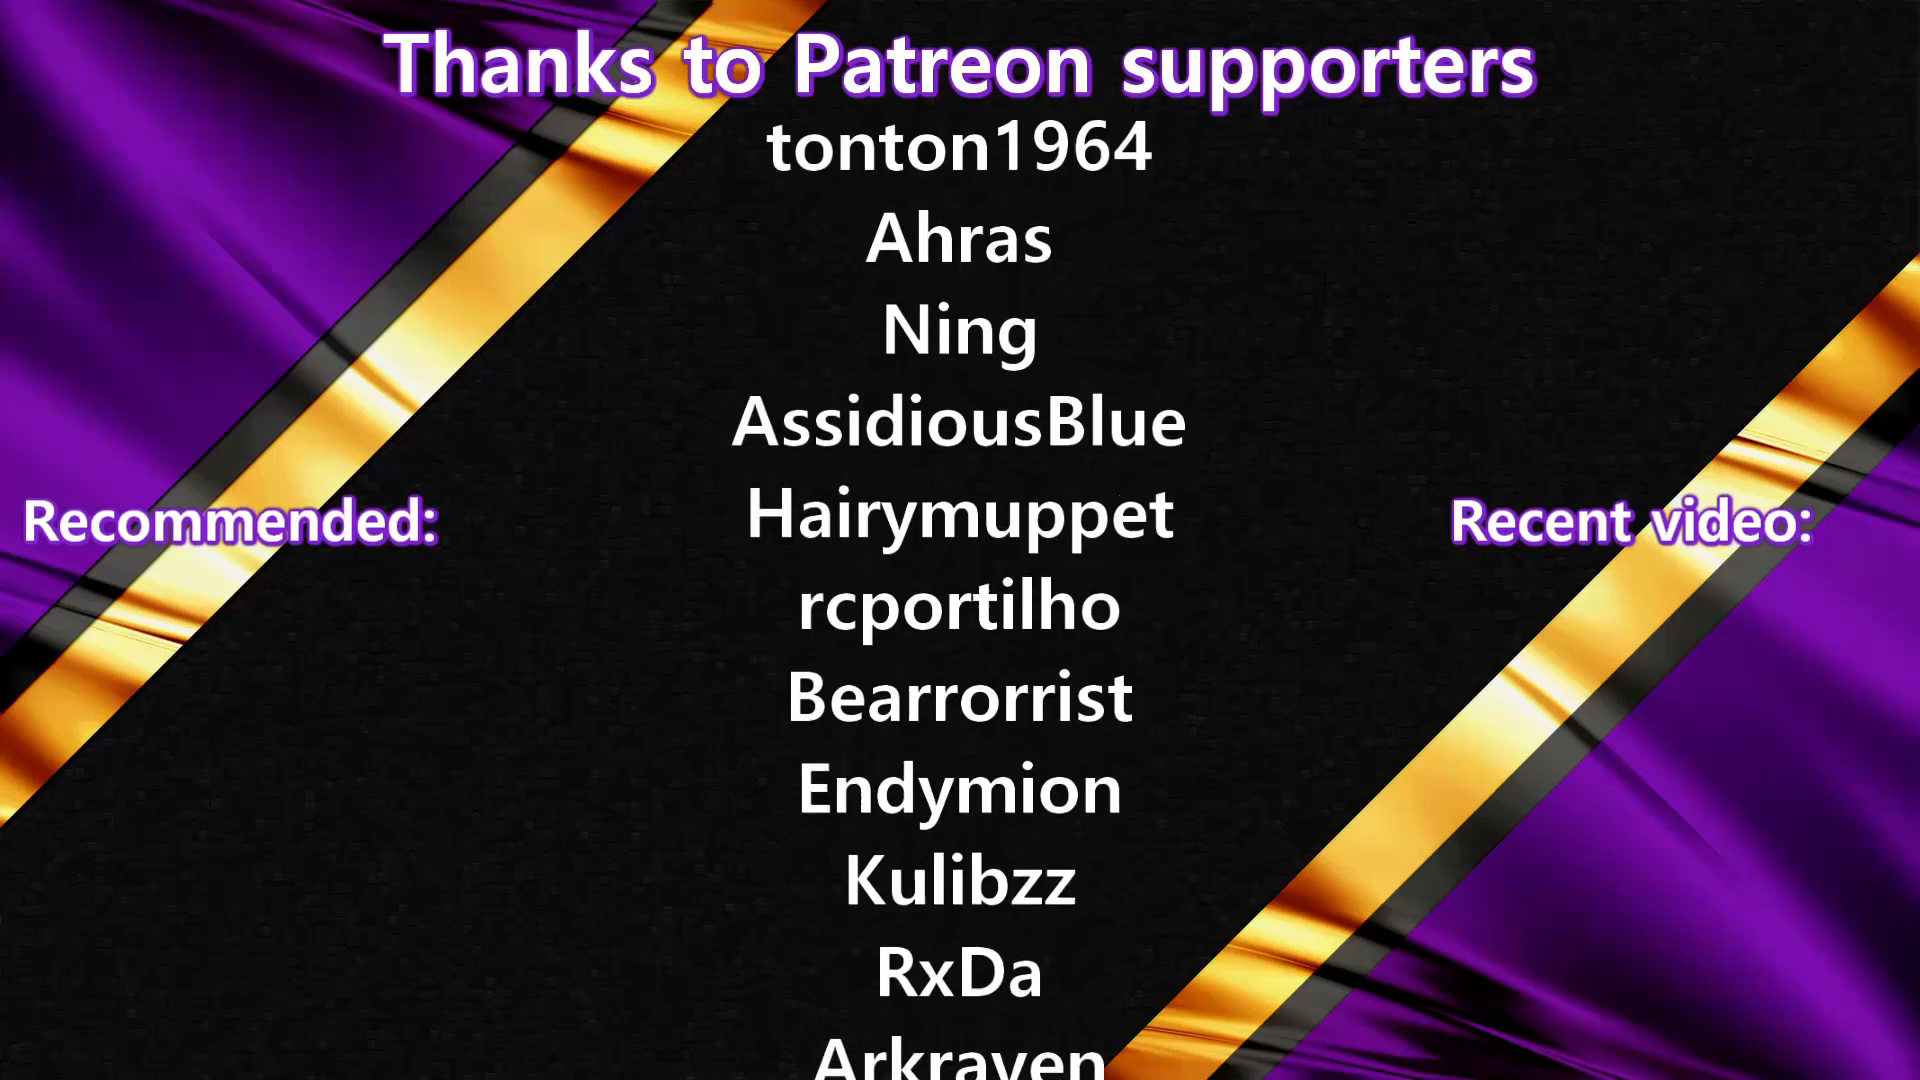 Thanks to Patreon supporters
tonton1964
Ahras
Ning
AssidiousBlue
Hairymuppet
Recommended:
Recent video:
rcportilho
Bearrorrist
Endymion
Kulibzz
RxDa
Arkraven